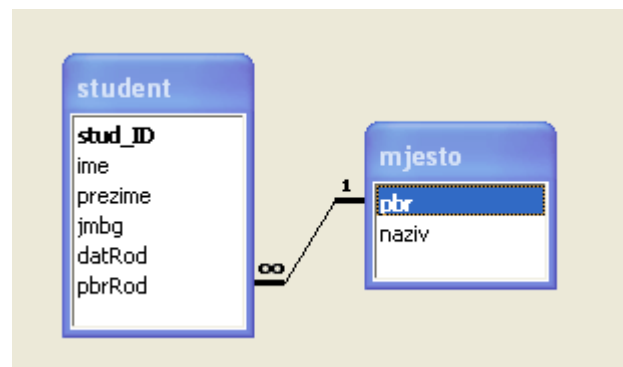 student
stud_ID
ime
prezime
jmbg
datRod
pbrRod
∞
1
mjesto
pbr
naziv